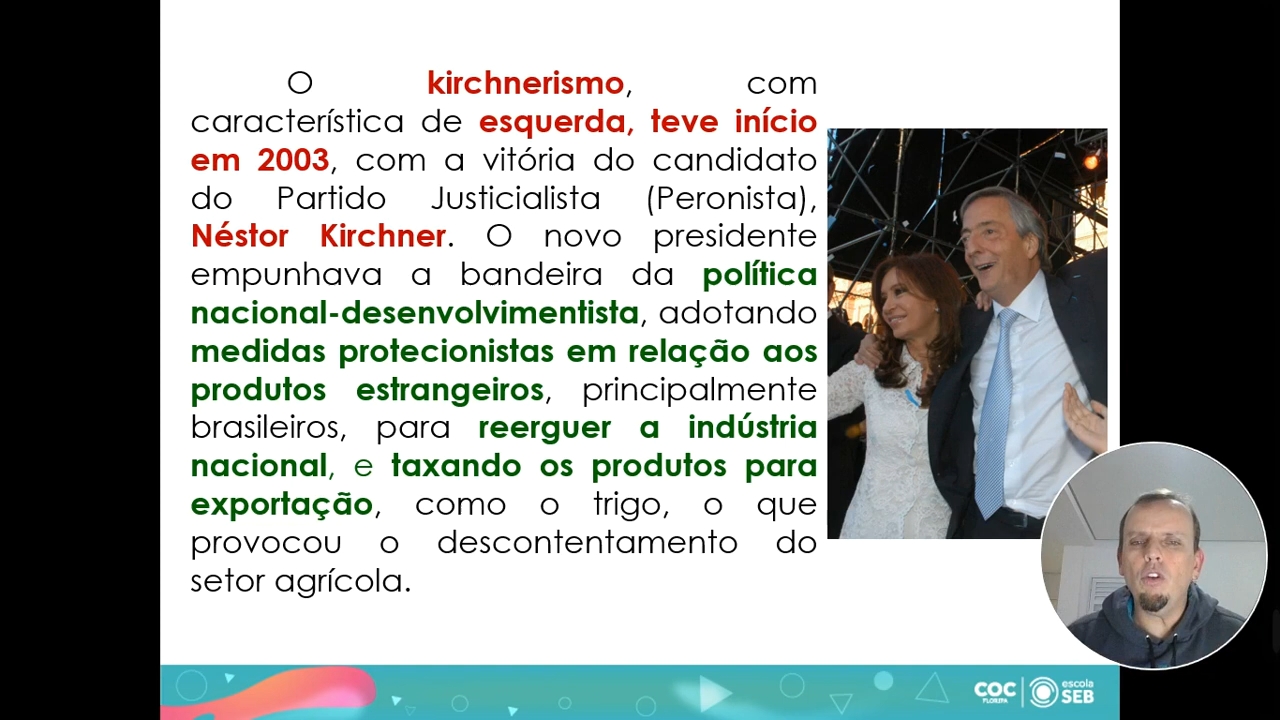 O kirchnerismo, com
característica de esquerda, teve início
em 2003, com a vitória do candidato
do Partido Justicialista (Peronista),
Néstor Kirchner. O novo presidente
empunhava a bandeira da política
nacional-desenvolvimentista, adotando
medidas protecionistas em relação aos
produtos estrangeiros, principalmente
brasileiros, para reerguer a indústria
nacional, e taxando os produtos para
exportação, como o trigo, o que
provocou o descontentamento do
setor agrícola.
COC
FLORIPA
escola
SEB